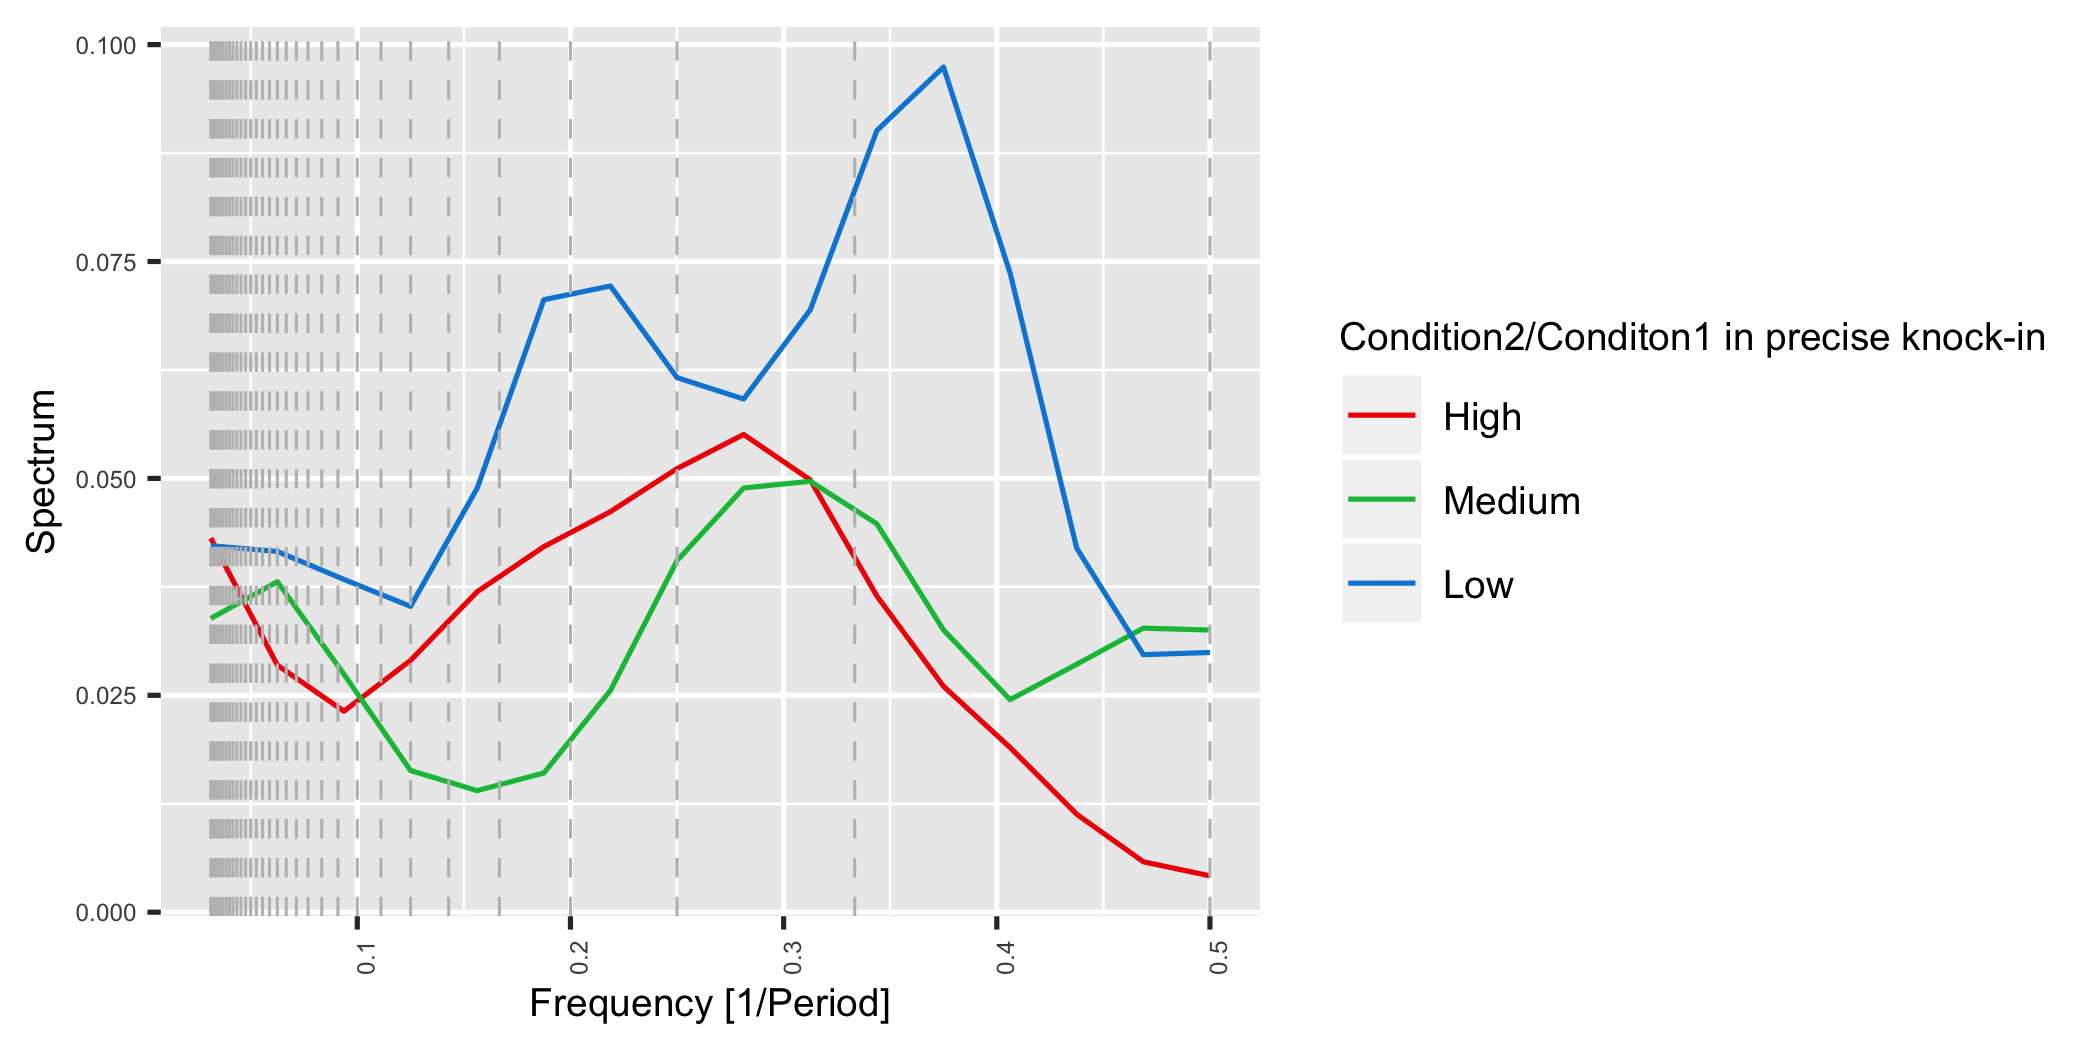 0.100
0.075
0.050
0.025
0.000
Spectrum
0.1
0.2
0.3
0.4
0.5
Frequency [1/Period]
Condition2/Conditon1 in precise knock-in
High
Medium
Low